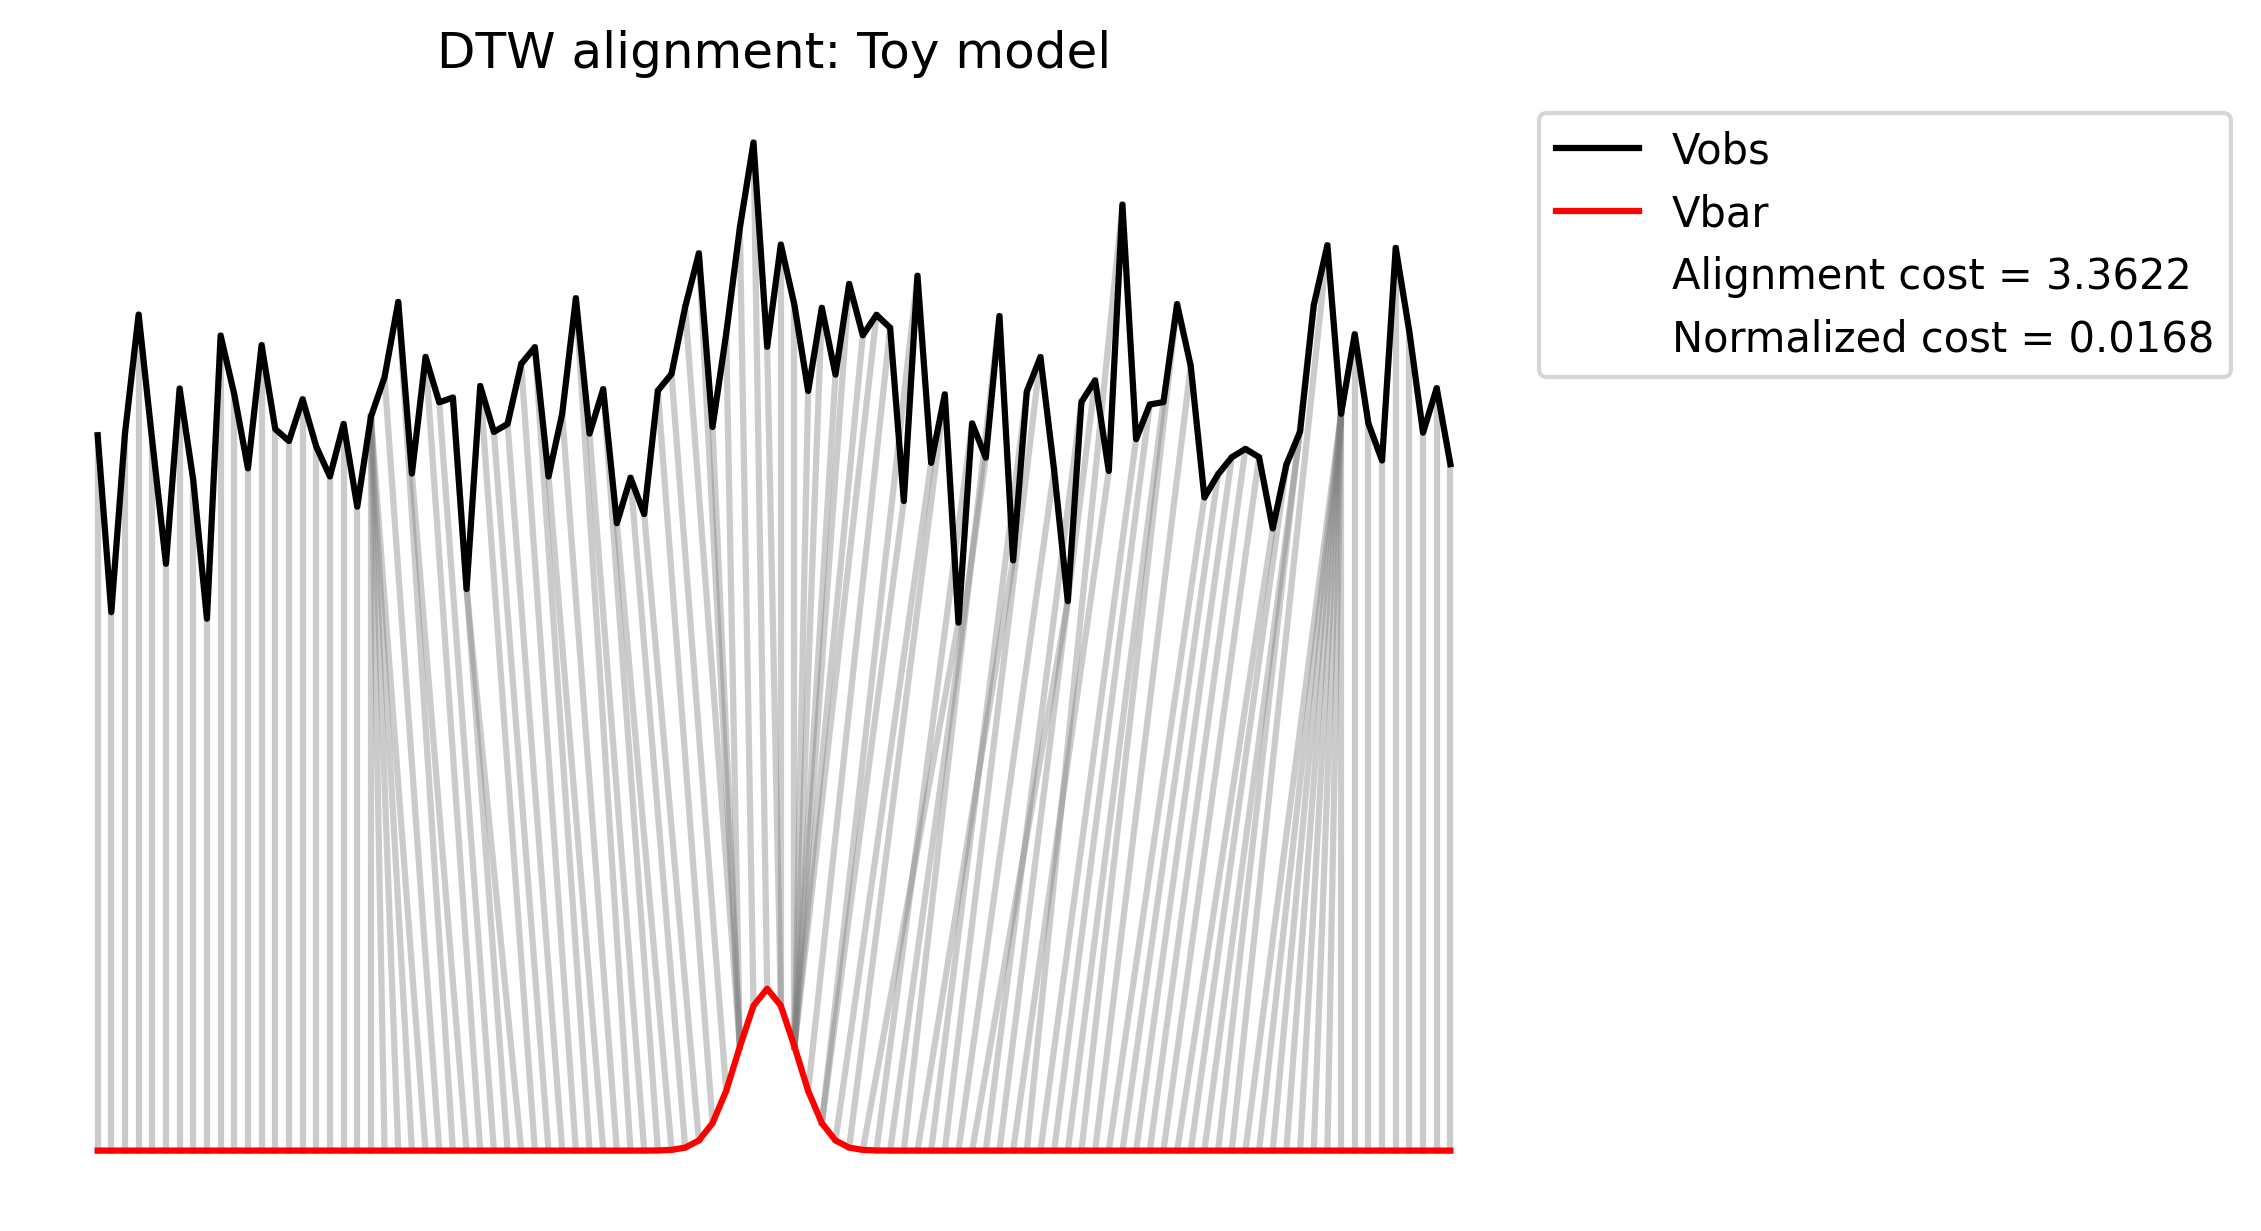 DTW alignment: Toy model
Vobs
Vbar
Alignment cost = 3.3622
Normalized cost = 0.0168